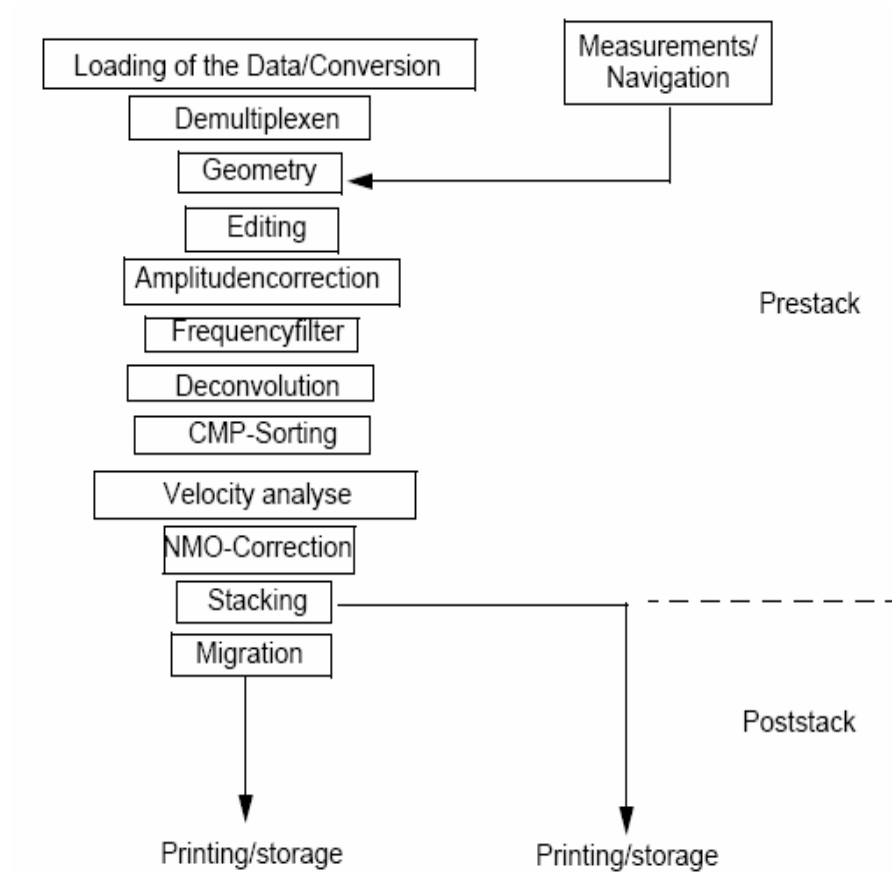 Loading of the Data/Conversion
Measurements/
Navigation
Demultiplexen
Geometry
Editing
Amplitudencorrection
Frequencyfilter
Deconvolution
CMP-Sorting
Velocity analyse
NMO-Correction
Stacking
Migration
Prestack
Poststack
Printing/storage
Printing/storage